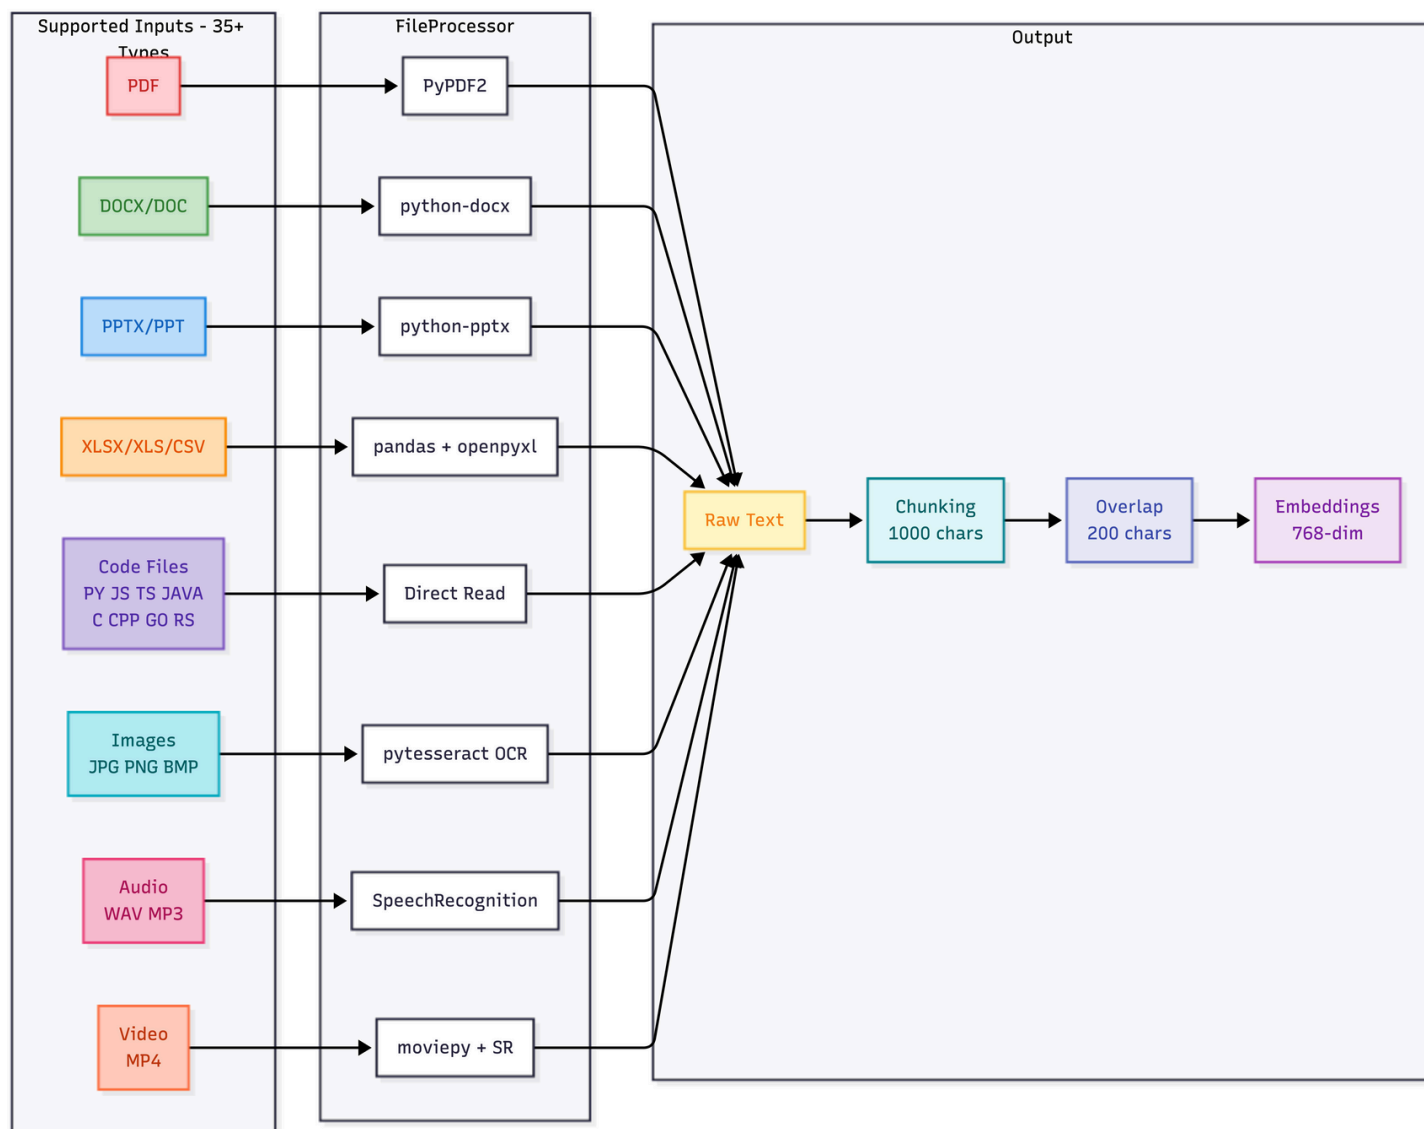 Supported Inputs - 35+
Types
PDF
DOCX/DOC
PPTX/PPT
XLSX/XLS/CSV
Code Files
PY JS TS JAVA
C CPP GO RS
Images
JPG PNG BMP
Audio
WAV MP3
Video
MP4
FileProcessor
PyPDF2
python-docx
python-pptx
pandas + openpyxl
Direct Read
pytesseract OCR
SpeechRecognition
moviepy + SR
Output
Raw Text
Chunking
1000 chars
Overlap
200 chars
Embeddings
768-dim